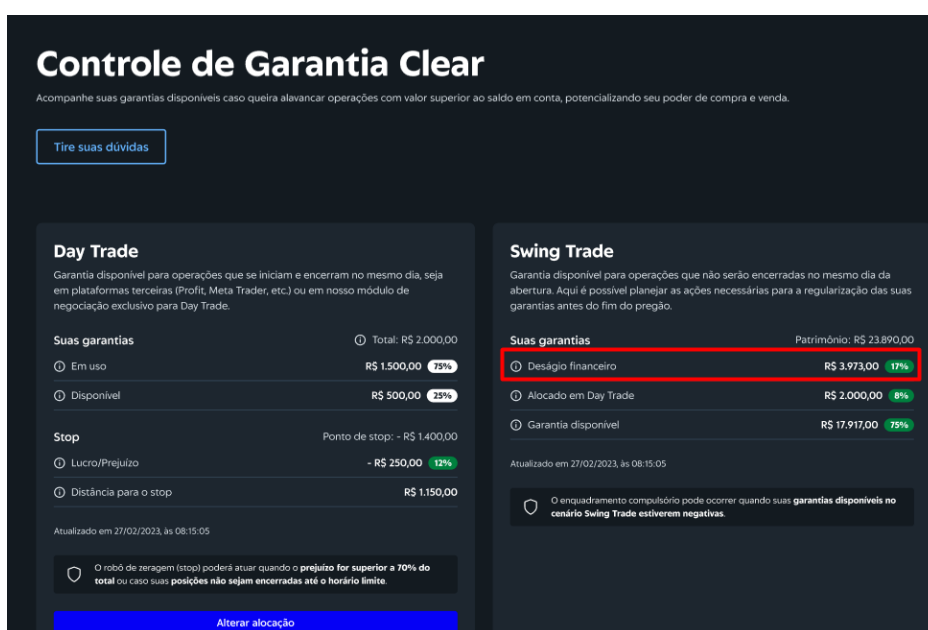 Controle de Garantia Clear
Acompanhe suas garantias disponíveis caso queira alavancar operações com valor superior ao saldo em conta, potencializando seu poder de compra e venda.
Tire suas dúvidas
Day Trade
Garantia disponível para operações que se iniciam e encerram no mesmo dia, seja
em plataformas terceiras (Profit, Meta Trader, etc.) ou em nosso módulo de
negociação exclusivo para Day Trade.
Suas garantias Total: R$ 2.000,00
Em uso R$ 1.500,00 75%
Disponível R$ 500,00 25%
Stop Ponto de stop: - R$ 1.400,00
Lucro/Prejuízo - R$ 250,00 12%
Distância para o stop R$ 1.150,00
Atualizado em 27/02/2023, às 08:15:05
O robô de zeragem (stop) poderá atuar quando o prejuízo for superior a 70% do
total ou caso suas posições não sejam encerradas até o horário limite.
Alterar alocação
Swing Trade
Garantia disponível para operações que não serão encerradas no mesmo dia da
abertura. Aqui é possível planejar as ações necessárias para a regularização das suas
garantias antes do fim do pregão.
Suas garantias Patrimônio: R$ 23.890,00
Deságio financeiro R$ 3.973,00 17%
Alocado em Day Trade R$ 2.000,00 8%
Garantia disponível R$ 17.917,00 75%
Atualizado em 27/02/2023, às 08:15:05
O enquadramento compulsório pode ocorrer quando suas garantias disponíveis no
cenário Swing Trade estiverem negativas.